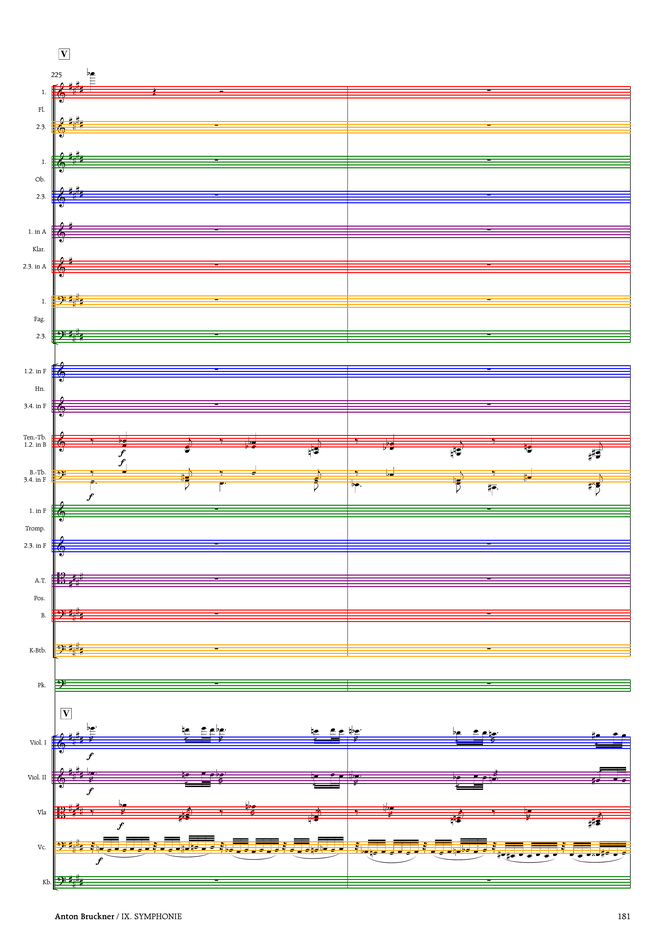 V
225
1.
Fl.
2.3.
1.
Ob.
2.3.
1. in A
Klar.
2.3. in A
1.
Fag.
2.3.
1.2. in F
Hn.
3.4. in F
Ten.-Tb.
1.2. in B
f
f
B.-Tb.
3.4. in F
f
1. in F
Tromp.
2.3. in F
A.T.
Pos.
B.
K-Btb.
Pk.
V
Viol. I
f
Viol. II
f
Vla
f
Vc.
f
Kb.
Anton Bruckner / IX. SYMPHONIE 181